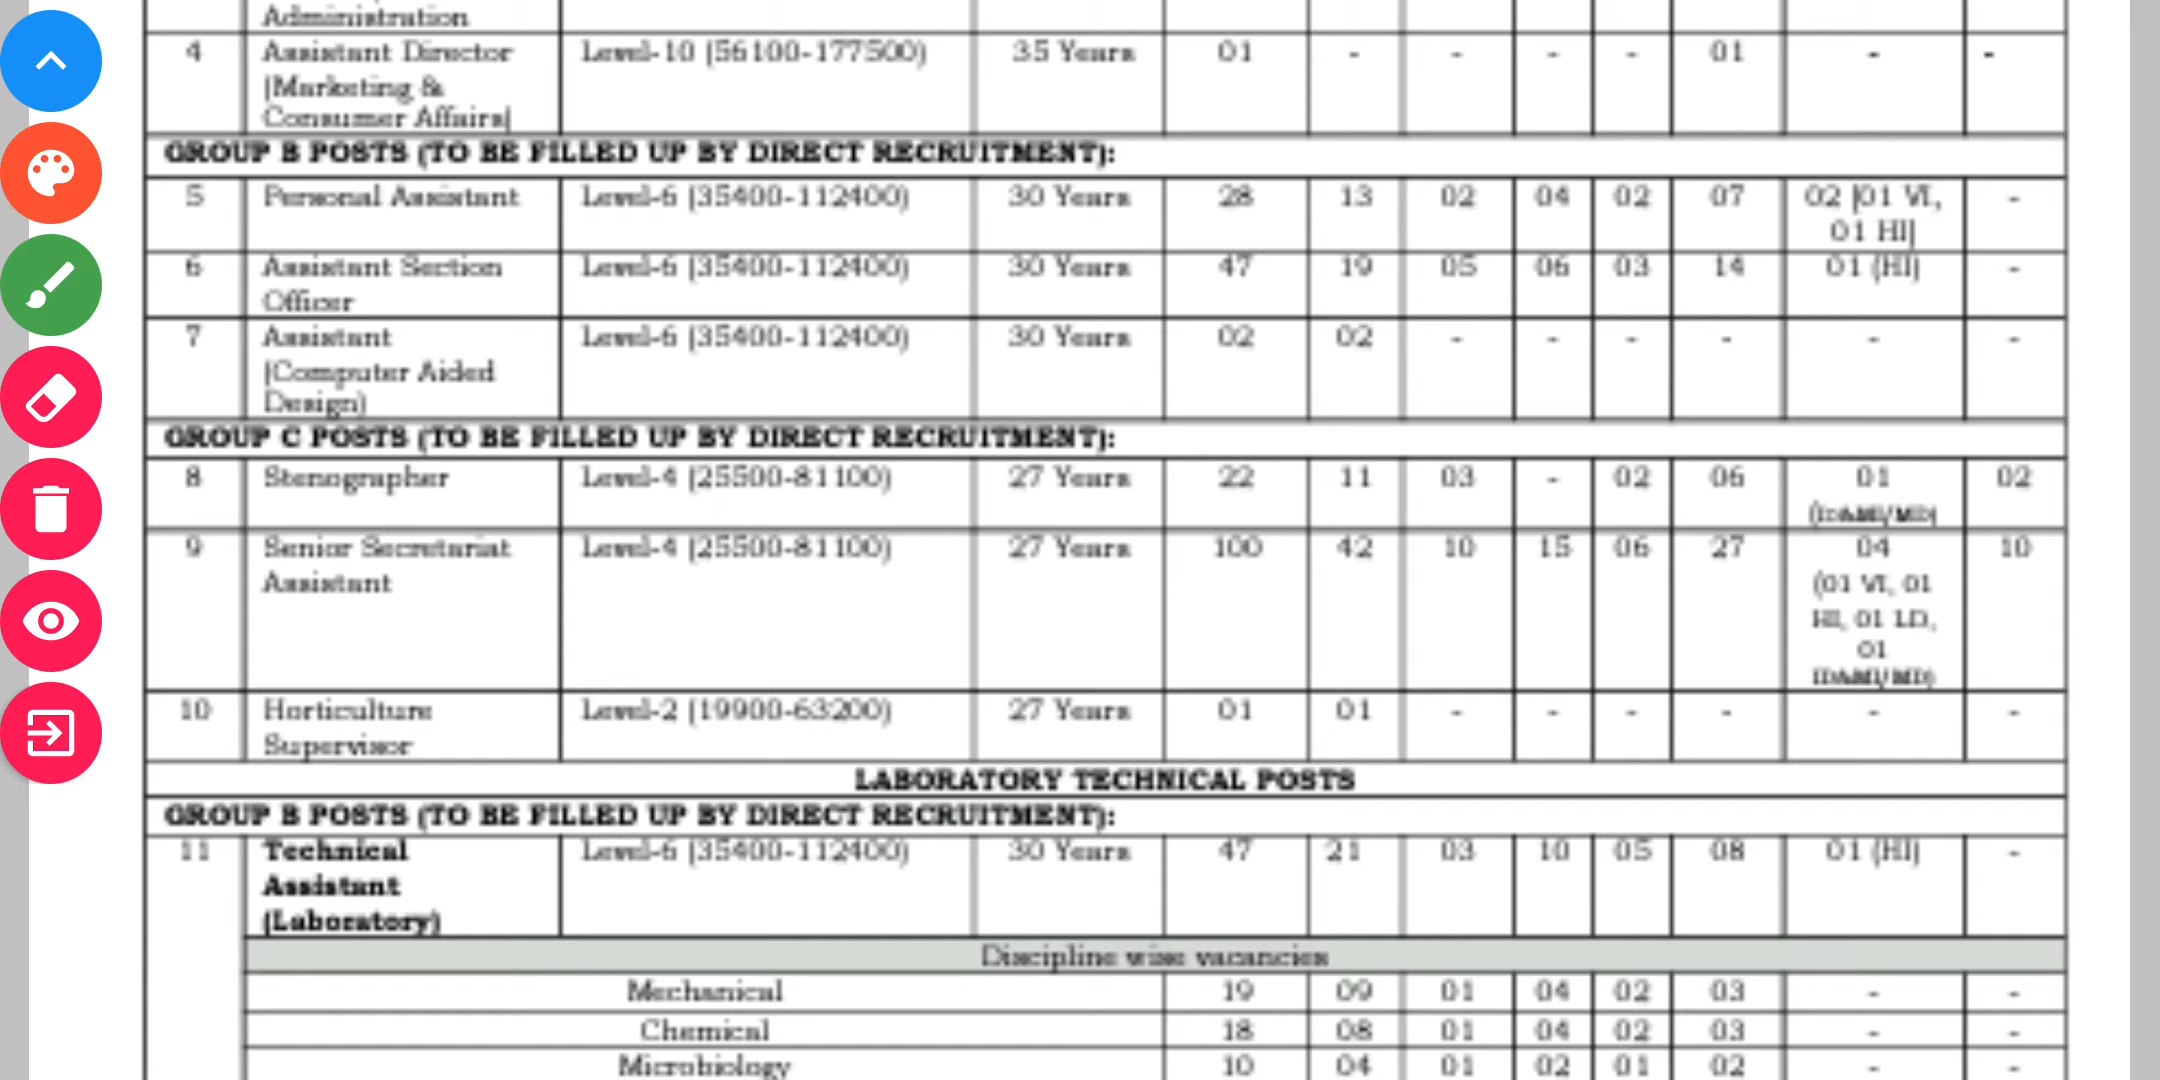 Administration
4 Assistant Director Level-10 (56100-177500) 35 Years 01 - - - - 01 - -
(Marketing &
Consumer Affairs)
GROUP B POSTS (TO BE FILLED UP BY DIRECT RECRUITMENT):
5 Personal Assistant Level-6 (35400-112400) 30 Years 28 13 02 04 02 07 02 [01 VI, -
01 HI]
6 Assistant Section Level-6 (35400-112400) 30 Years 47 19 05 06 03 14 01 (HI) -
Officer
7 Assistant Level-6 (35400-112400) 30 Years 02 02 - - - - - -
(Computer Aided
Design)
GROUP C POSTS (TO BE FILLED UP BY DIRECT RECRUITMENT):
8 Stenographer Level-4 (25500-81100) 27 Years 22 11 03 - 02 06 01 02
(IDAMI/MD)
9 Senior Secretariat Level-4 (25500-81100) 27 Years 100 42 10 15 06 27 04 10
Assistant (01 VI, 01
HI, 01 LD,
01
IDAMI/MD)
10 Horticulture Level-2 (19900-63200) 27 Years 01 01 - - - - - -
Supervisor
LABORATORY TECHNICAL POSTS
GROUP B POSTS (TO BE FILLED UP BY DIRECT RECRUITMENT):
11 Technical Level-6 (35400-112400) 30 Years 47 21 03 10 05 08 01 (HI) -
Assistant
(Laboratory)
Discipline wise vacancies
Mechanical 19 09 01 04 02 03 - -
Chemical 18 08 01 04 02 03 - -
Microbiology 10 04 01 02 01 02 - -